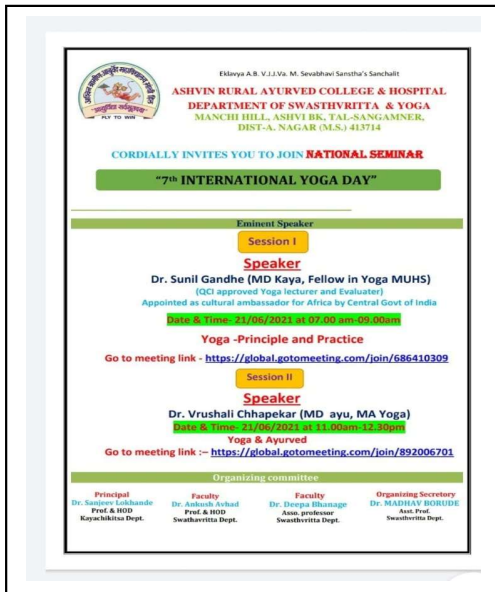 Eklavya A.B. V.J.J.Va. M. Sevabhavi Sanstha's Sanchalit
ASHVIN RURAL AYURVED COLLEGE & HOSPITAL
DEPARTMENT OF SWASTHVRITTA & YOGA
MANCHI HILL, ASHVI BK, TAL-SANGAMNER,
DIST-A. NAGAR (M.S.) 413714
FLY TO WIN
CORDIALLY INVITES YOU TO JOIN NATIONAL SEMINAR
"7th INTERNATIONAL YOGA DAY"
Eminent Speaker
Session I
Speaker
Dr. Sunil Gandhe (MD Kaya, Fellow in Yoga MUHS)
(QCI approved Yoga lecturer and Evaluater)
Appointed as cultural ambassador for Africa by Central Govt of India
Date & Time- 21/06/2021 at 07.00 am-09.00am
Yoga -Principle and Practice
Go to meeting link - https://global.gotomeeting.com/join/686410309
Session II
Speaker
Dr. Vrushali Chhapekar (MD ayu, MA Yoga)
Date & Time- 21/06/2021 at 11.00am-12.30pm
Yoga & Ayurved
Go to meeting link :– https://global.gotomeeting.com/join/892006701
Organizing committee
Principal
Dr. Sanjeev Lokhande
Prof. & HOD
Kayachikitsa Dept.
Faculty
Dr. Ankush Avhad
Prof. & HOD
Swathavritta Dept.
Faculty
Dr. Deepa Bhanage
Asso. professor
Swasthvritta Dept.
Organizing Secretory
Dr. MADHAV BORUDE
Asst. Prof.
Swasthvritta Dept.